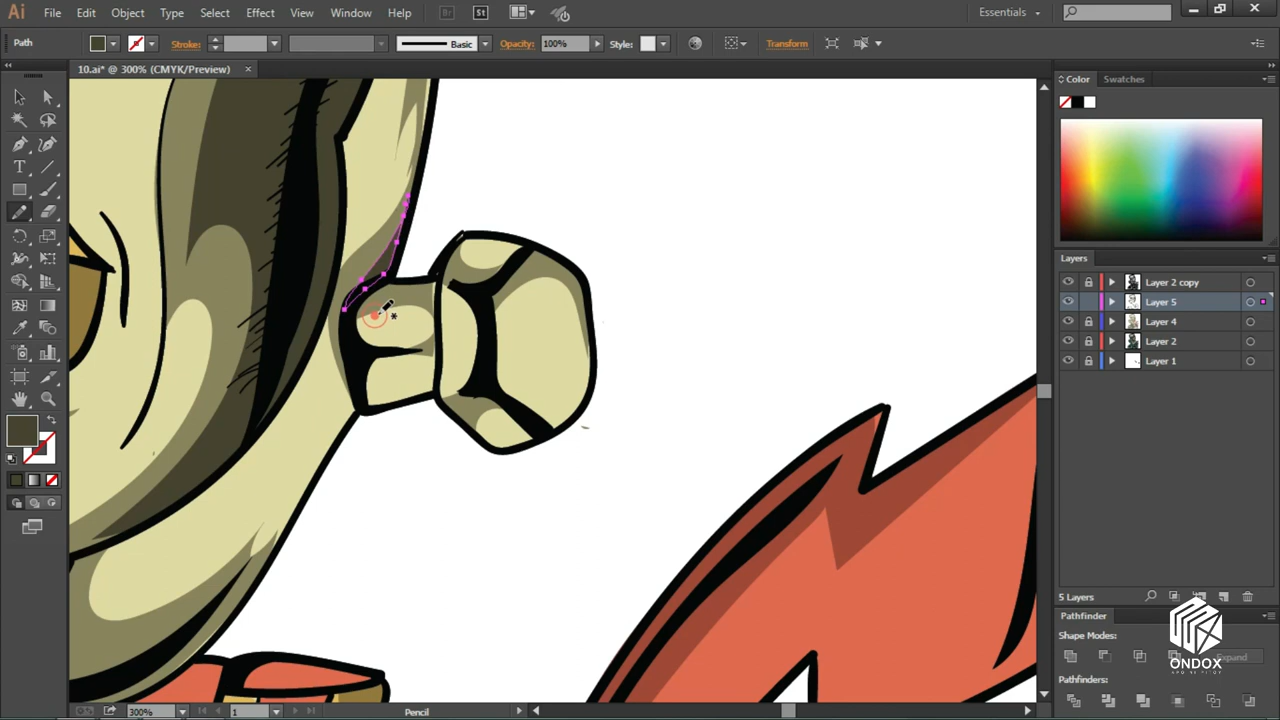 Ai File Edit Object Type Select Effect View Window Help Br St Essentials
Path Stroke: Basic Opacity: 100% Style: Transform
10.ai* @ 300% (CMYK/Preview) ×
Color Swatches
Layers
Layer 2 copy
Layer 5
Layer 4
Layer 2
Layer 1
5 Layers
Pathfinder
Shape Modes:
Expand
Pathfinders:
ONDOX
300% 1 Pencil